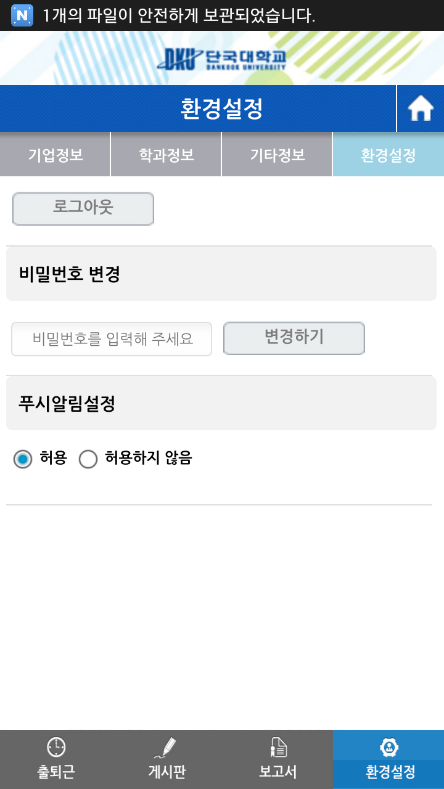 N 1개의 파일이 안전하게 보관되었습니다.
DKU 단국대학교
DANKOOK UNIVERSITY
환경설정
기업정보 학과정보 기타정보 환경설정
로그아웃
비밀번호 변경
비밀번호를 입력해 주세요 변경하기
푸시알림설정
허용 허용하지 않음
출퇴근 게시판 보고서 환경설정